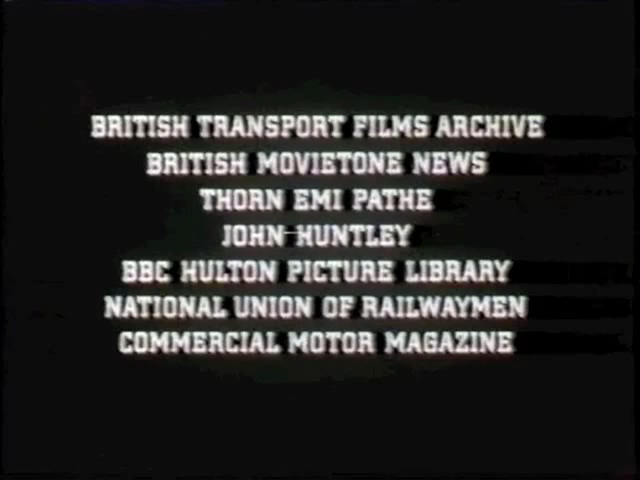 BRITISH TRANSPORT FILMS ARCHIVE
BRITISH MOVIETONE NEWS
THORN EMI PATHE
JOHN HUNTLEY
BBC HULTON PICTURE LIBRARY
NATIONAL UNION OF RAILWAYMEN
COMMERCIAL MOTOR MAGAZINE